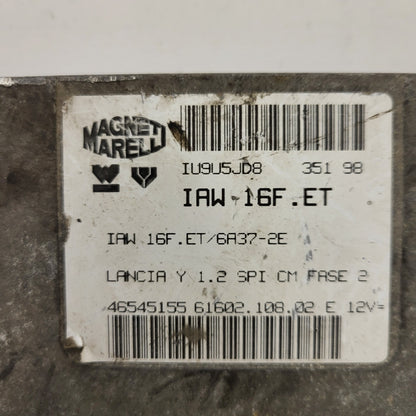 MAGNETI
MARELLI
IU9U5JD8 351 98
IAW 16F.ET
IAW 16F.ET/6A37-2E
LANCIA Y 1.2 SPI CM FASE 2
46545155 61602.108.02 E 12V=